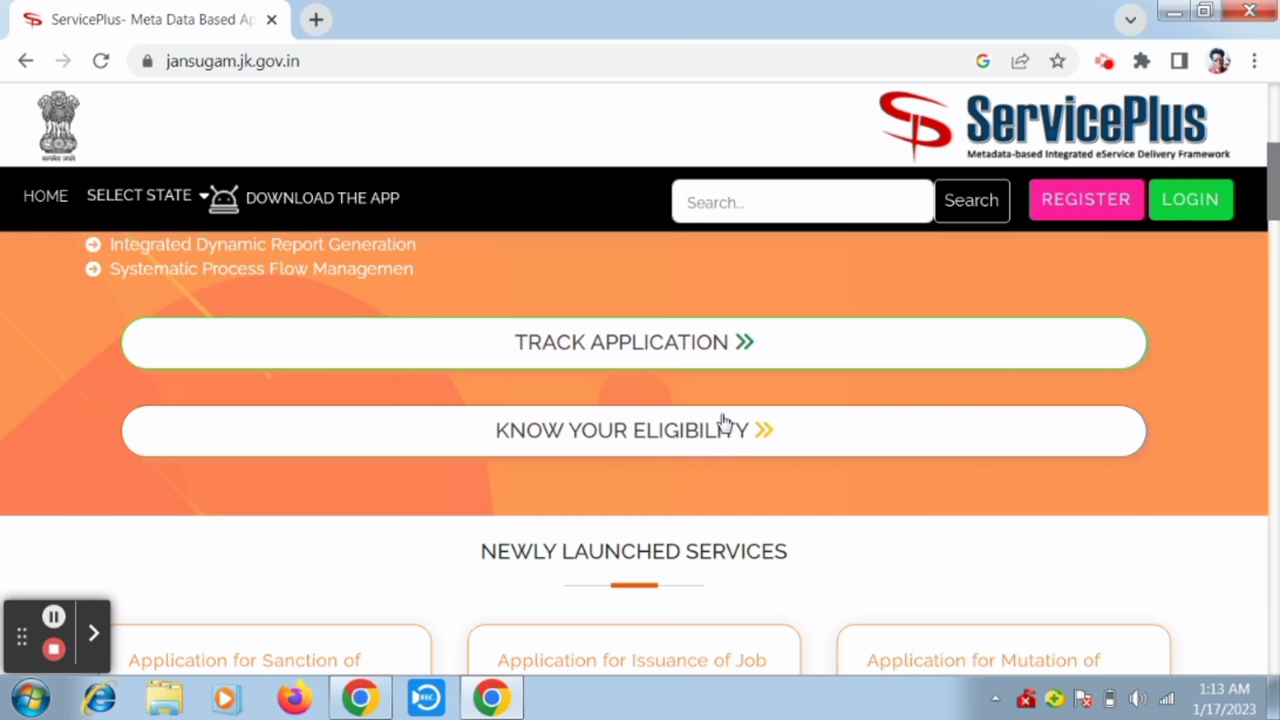 ServicePlus- Meta Data Based Ap
jansugam.jk.gov.in
ServicePlus
Metadata-based Integrated eService Delivery Framework
HOME
SELECT STATE
DOWNLOAD THE APP
Search...
Search
REGISTER
LOGIN
Integrated Dynamic Report Generation
Systematic Process Flow Managemen
TRACK APPLICATION
KNOW YOUR ELIGIBILITY
NEWLY LAUNCHED SERVICES
Application for Sanction of
Application for Issuance of Job
Application for Mutation of
REC
1:13 AM
1/17/2023